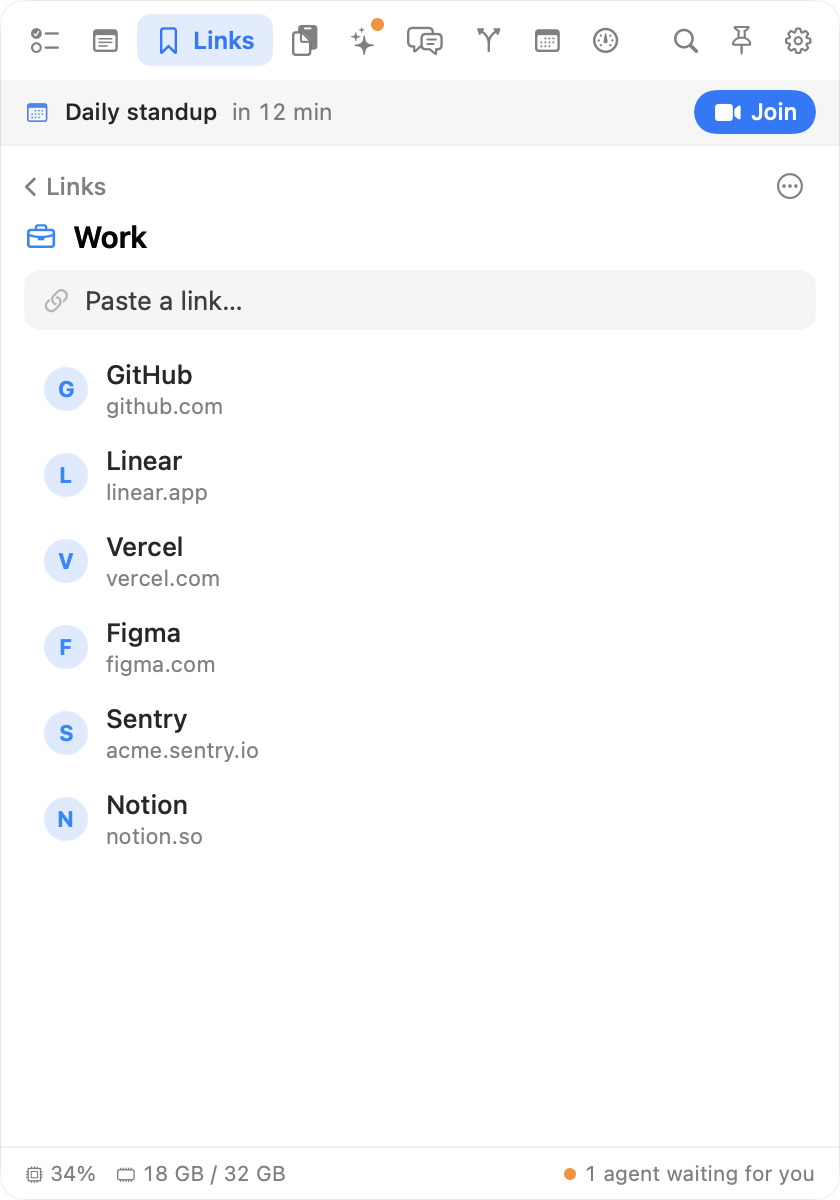 Links
Daily standup in 12 min
Join
Links
Work
Paste a link...
G
GitHub
github.com
L
Linear
linear.app
V
Vercel
vercel.com
F
Figma
figma.com
S
Sentry
acme.sentry.io
N
Notion
notion.so
34% 18 GB / 32 GB
1 agent waiting for you